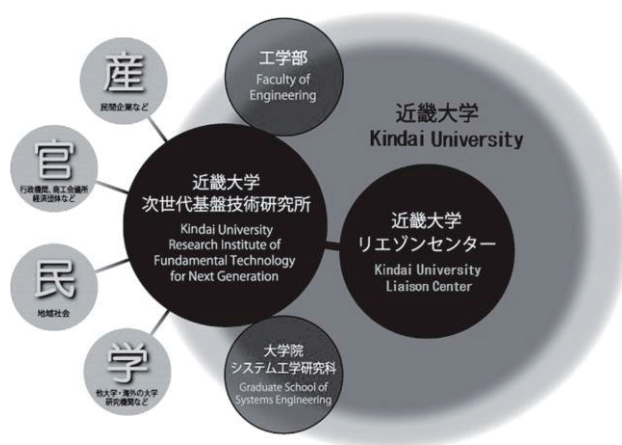 産
民間企業など
官
行政機関、商工会議所
経済団体など
民
地域社会
学
他大学・海外の大学
研究機関など
工学部
Faculty of
Engineering
近畿大学
次世代基盤技術研究所
Kindai University
Research Institute of
Fundamental Technology
for Next Generation
大学院
システム工学研究科
Graduate School of
Systems Engineering
近畿大学
Kindai University
近畿大学
リエゾンセンター
Kindai University
Liaison Center